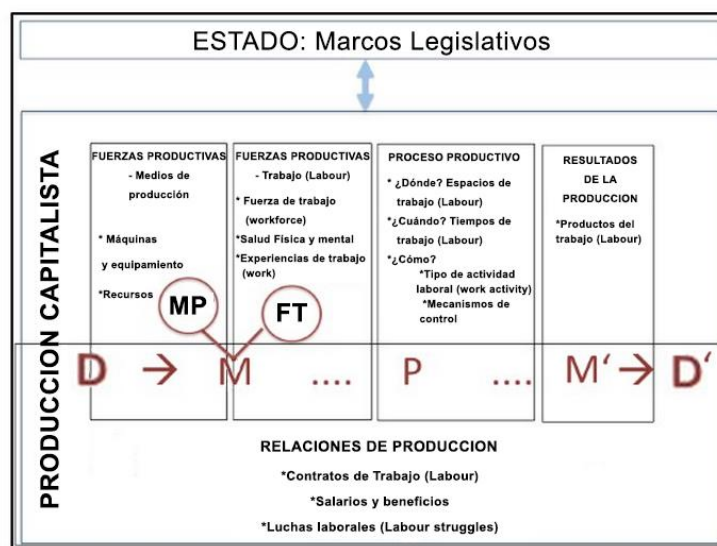 ESTADO: Marcos Legislativos
PRODUCCION CAPITALISTA
FUERZAS PRODUCTIVAS
- Medios de
producción
* Máquinas
y equipamiento
*Recursos
FUERZAS PRODUCTIVAS
- Trabajo (Labour)
* Fuerza de trabajo
(workforce)
*Salud Física y mental
*Experiencias de trabajo
(work)
PROCESO PRODUCTIVO
* ¿Dónde? Espacios de
trabajo (Labour)
*¿Cuándo? Tiempos de
trabajo (Labour)
*¿Cómo?
*Tipo de actividad
laboral (work activity)
*Mecanismos de
control
RESULTADOS
DE LA
PRODUCCION
*Productos del
trabajo (Labour)
MP
FT
D → M .... P .... M‘ → D‘
RELACIONES DE PRODUCCION
*Contratos de Trabajo (Labour)
*Salarios y beneficios
*Luchas laborales (Labour struggles)